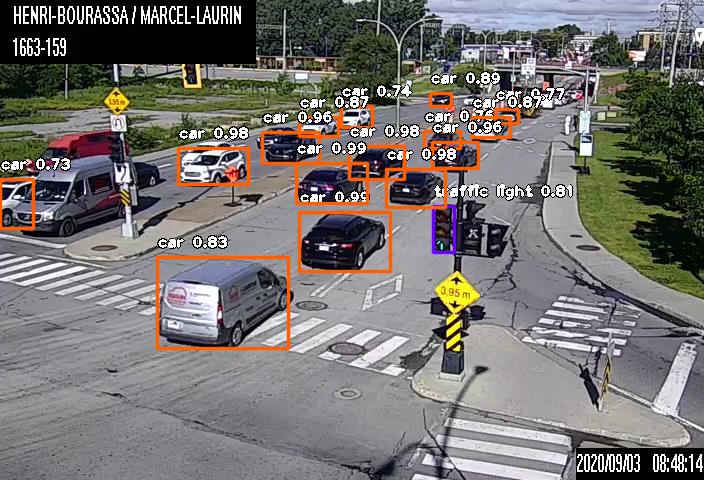 HENRI-BOURASSA / MARCEL-LAURIN
1663-159
car 0.89
car 0.74
car 0.77
car 0.87
car 0.87
car 0.96
car 0.96
car 0.98
car 0.98
car 0.99
car 0.98
car 0.73
car 0.99
traffic light 0.81
car 0.83
3,95 m
3,95 m
2020/09/03 08:48:14